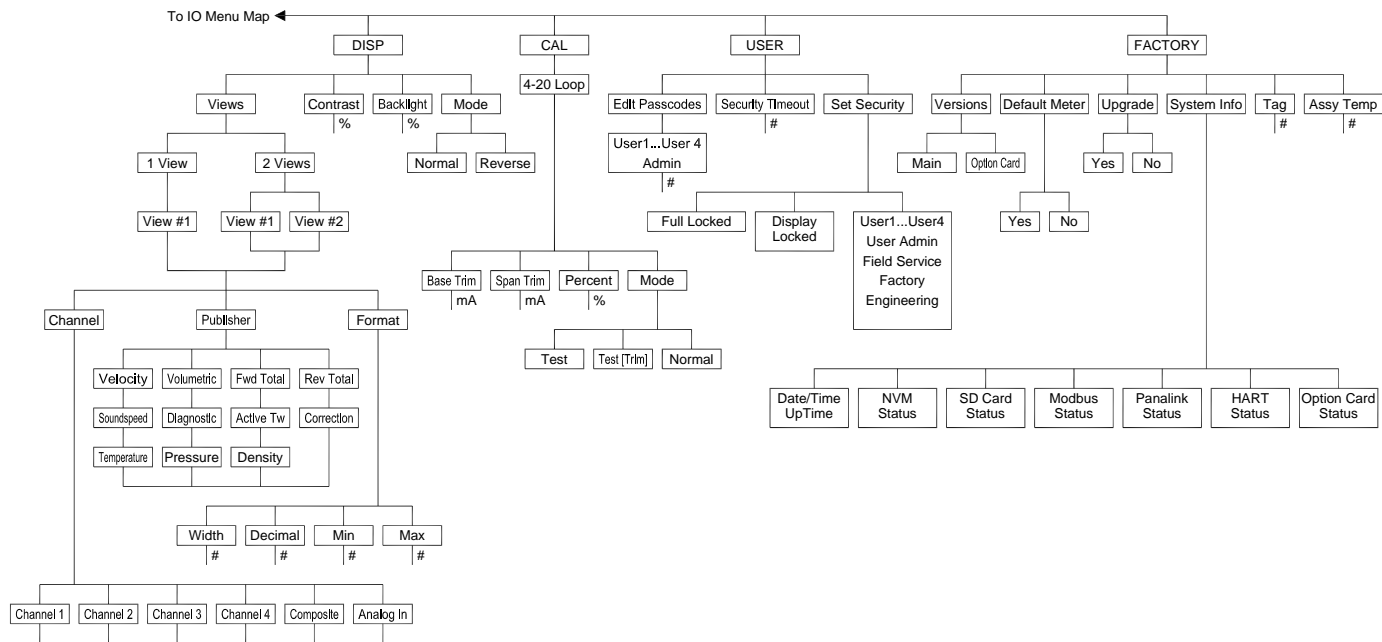 To IO Menu Map
DISP
CAL
USER
FACTORY
4-20 Loop
Views
Contrast
%
Backlight
%
Mode
Normal
Reverse
Edit Passcodes
User1...User 4
Admin
#
Security Timeout
#
Set Security
Versions
Default Meter
Upgrade
System Info
Tag
#
Assy Temp
#
1 View
2 Views
Main
Option Card
Yes
No
View #1
View #1
View #2
Full Locked
Display
Locked
User1...User4
User Admin
Field Service
Factory
Engineering
Yes
No
Base Trim
mA
Span Trim
mA
Percent
%
Mode
Channel
Publisher
Format
Test
Test [Trim]
Normal
Velocity
Volumetric
Fwd Total
Rev Total
Soundspeed
Diagnostic
Active Tw
Correction
Temperature
Pressure
Density
Date/Time
UpTime
NVM
Status
SD Card
Status
Modbus
Status
Panalink
Status
HART
Status
Option Card
Status
Width
#
Decimal
#
Min
#
Max
#
Channel 1
Channel 2
Channel 3
Channel 4
Composite
Analog In